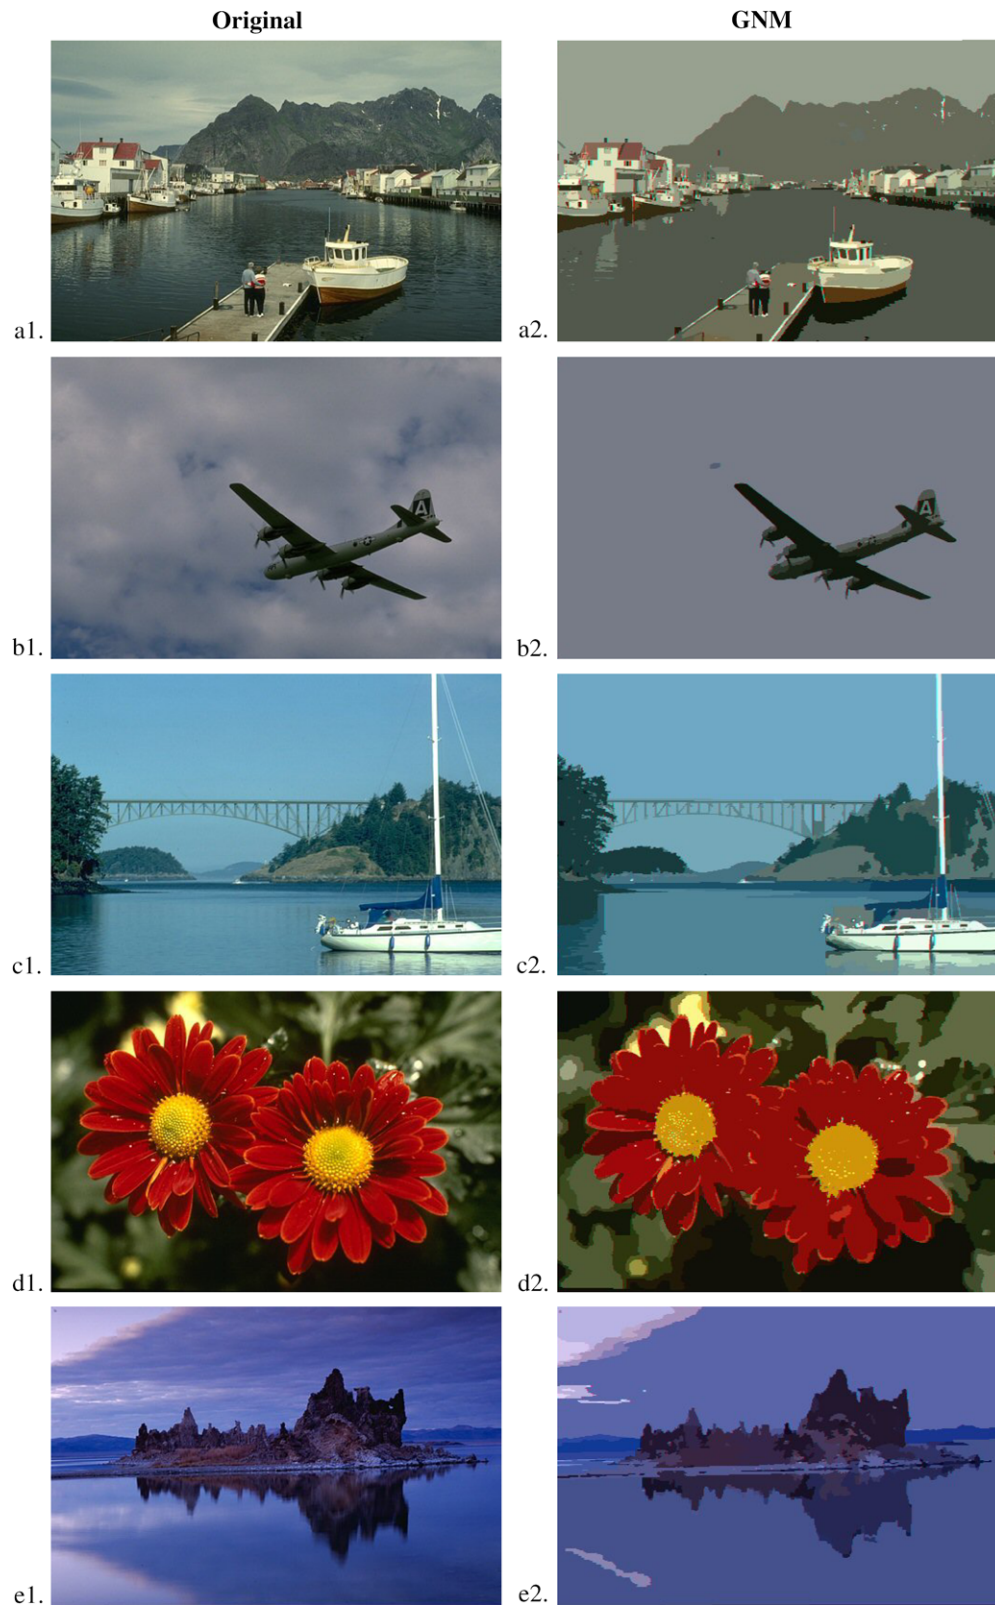 Original GNM
a1. a2.
A A
b1. b2.
c1. c2.
d1. d2.
e1. e2.